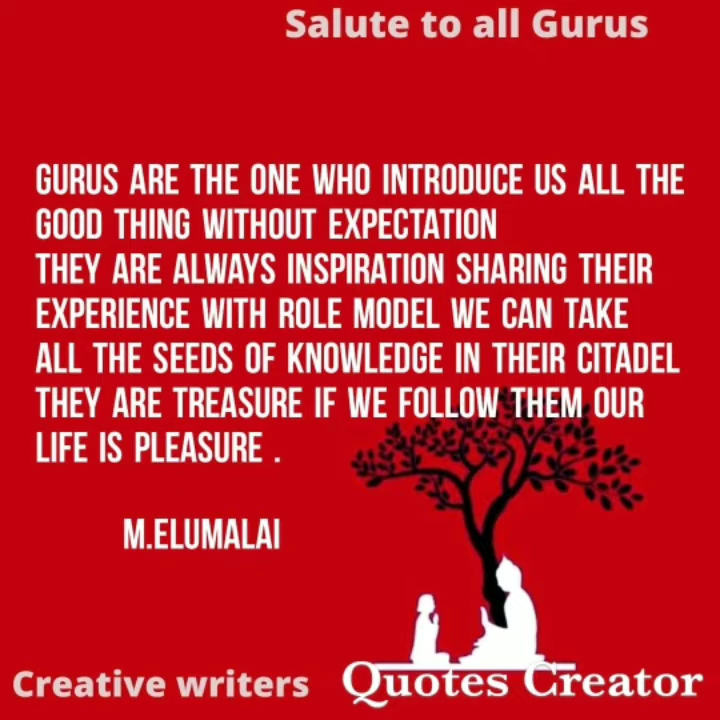 Salute to all Gurus
GURUS ARE THE ONE WHO INTRODUCE US ALL THE
GOOD THING WITHOUT EXPECTATION
THEY ARE ALWAYS INSPIRATION SHARING THEIR
EXPERIENCE WITH ROLE MODEL WE CAN TAKE
ALL THE SEEDS OF KNOWLEDGE IN THEIR CITADEL
THEY ARE TREASURE IF WE FOLLOW THEM OUR
LIFE IS PLEASURE .
M.ELUMALAI
Creative writers
Quotes Creator